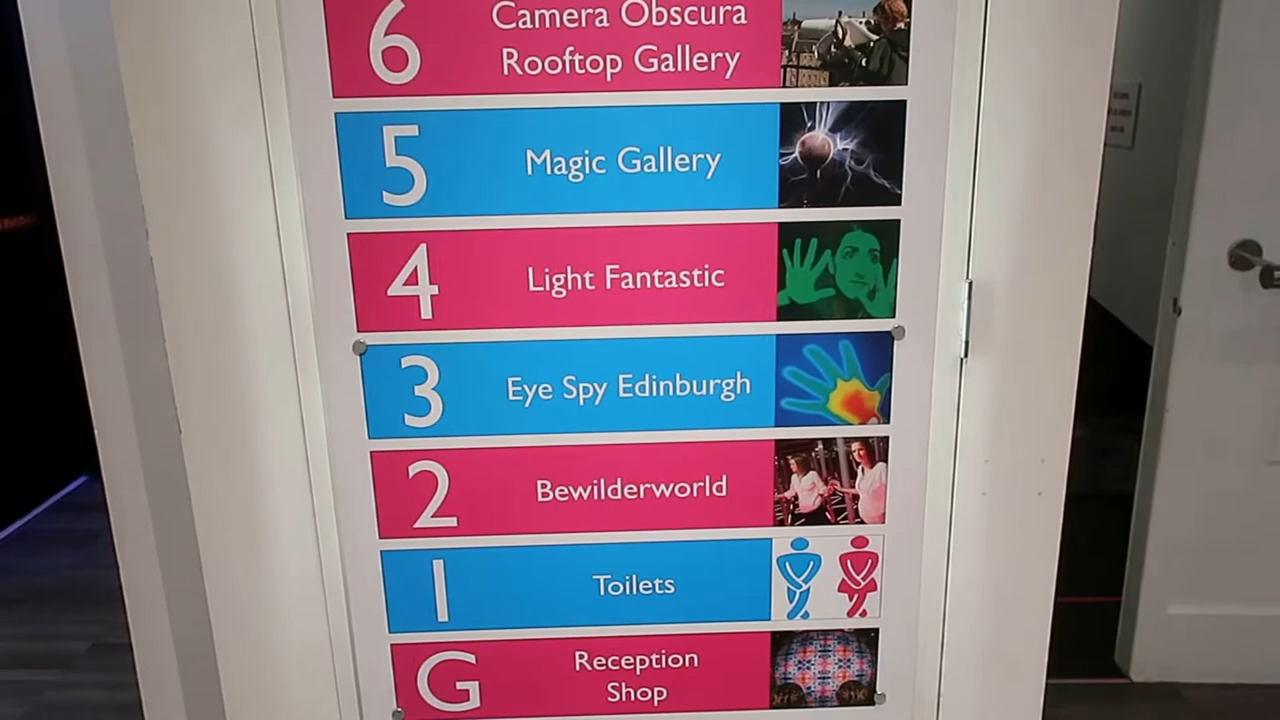 6
Camera Obscura
Rooftop Gallery
5
Magic Gallery
4
Light Fantastic
3
Eye Spy Edinburgh
2
Bewilderworld
1
Toilets
G
Reception
Shop